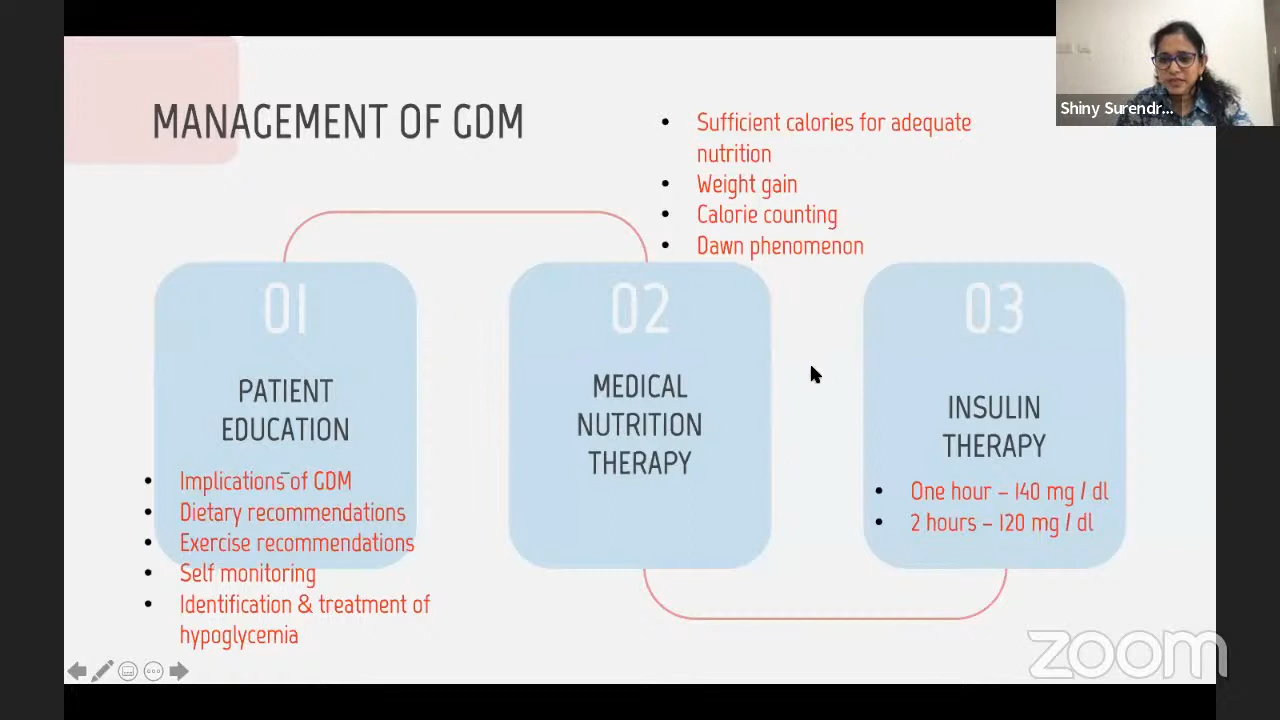 MANAGEMENT OF GDM
Shiny Surendr...
• Sufficient calories for adequate
nutrition
• Weight gain
• Calorie counting
• Dawn phenomenon
01
PATIENT
EDUCATION
• Implications of GDM
• Dietary recommendations
• Exercise recommendations
• Self monitoring
• Identification & treatment of
hypoglycemia
02
MEDICAL
NUTRITION
THERAPY
03
INSULIN
THERAPY
• One hour – 140 mg / dl
• 2 hours – 120 mg / dl
zoom